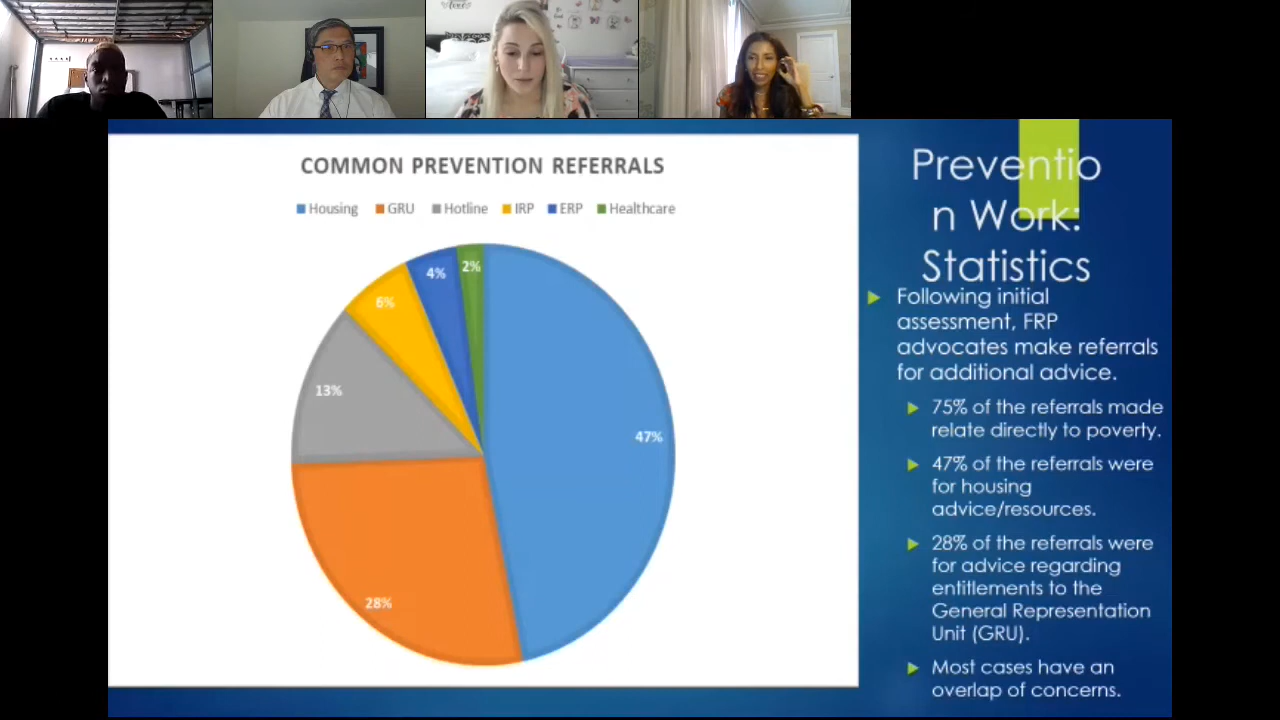 COMMON PREVENTION REFERRALS
Housing GRU Hotline IRP ERP Healthcare
2%
4%
6%
13%
47%
28%
Preventio
n Work:
Statistics
Following initial
assessment, FRP
advocates make referrals
for additional advice.
75% of the referrals made
relate directly to poverty.
47% of the referrals were
for housing
advice/resources.
28% of the referrals were
for advice regarding
entitlements to the
General Representation
Unit (GRU).
Most cases have an
overlap of concerns.